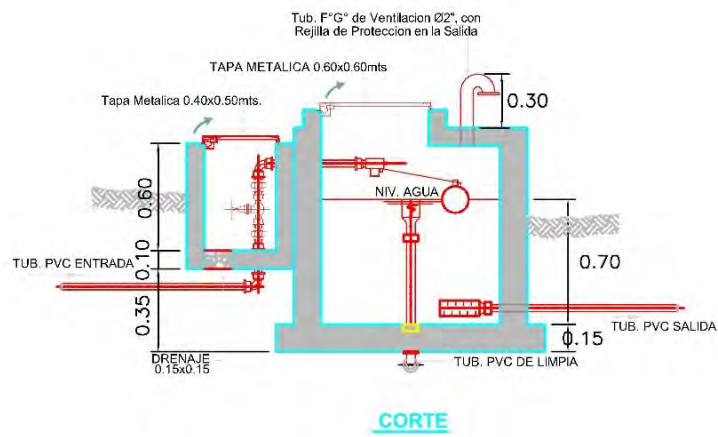 Tub. F°G° de Ventilacion Ø2", con
Rejilla de Proteccion en la Salida
TAPA METALICA 0.60x0.60mts
Tapa Metalica 0.40x0.50mts.
0.30
0.60
NIV. AGUA
0.10
TUB. PVC ENTRADA
0.70
0.35
TUB. PVC SALIDA
0.15
DRENAJE
0.15x0.15
TUB. PVC DE LIMPIA
CORTE